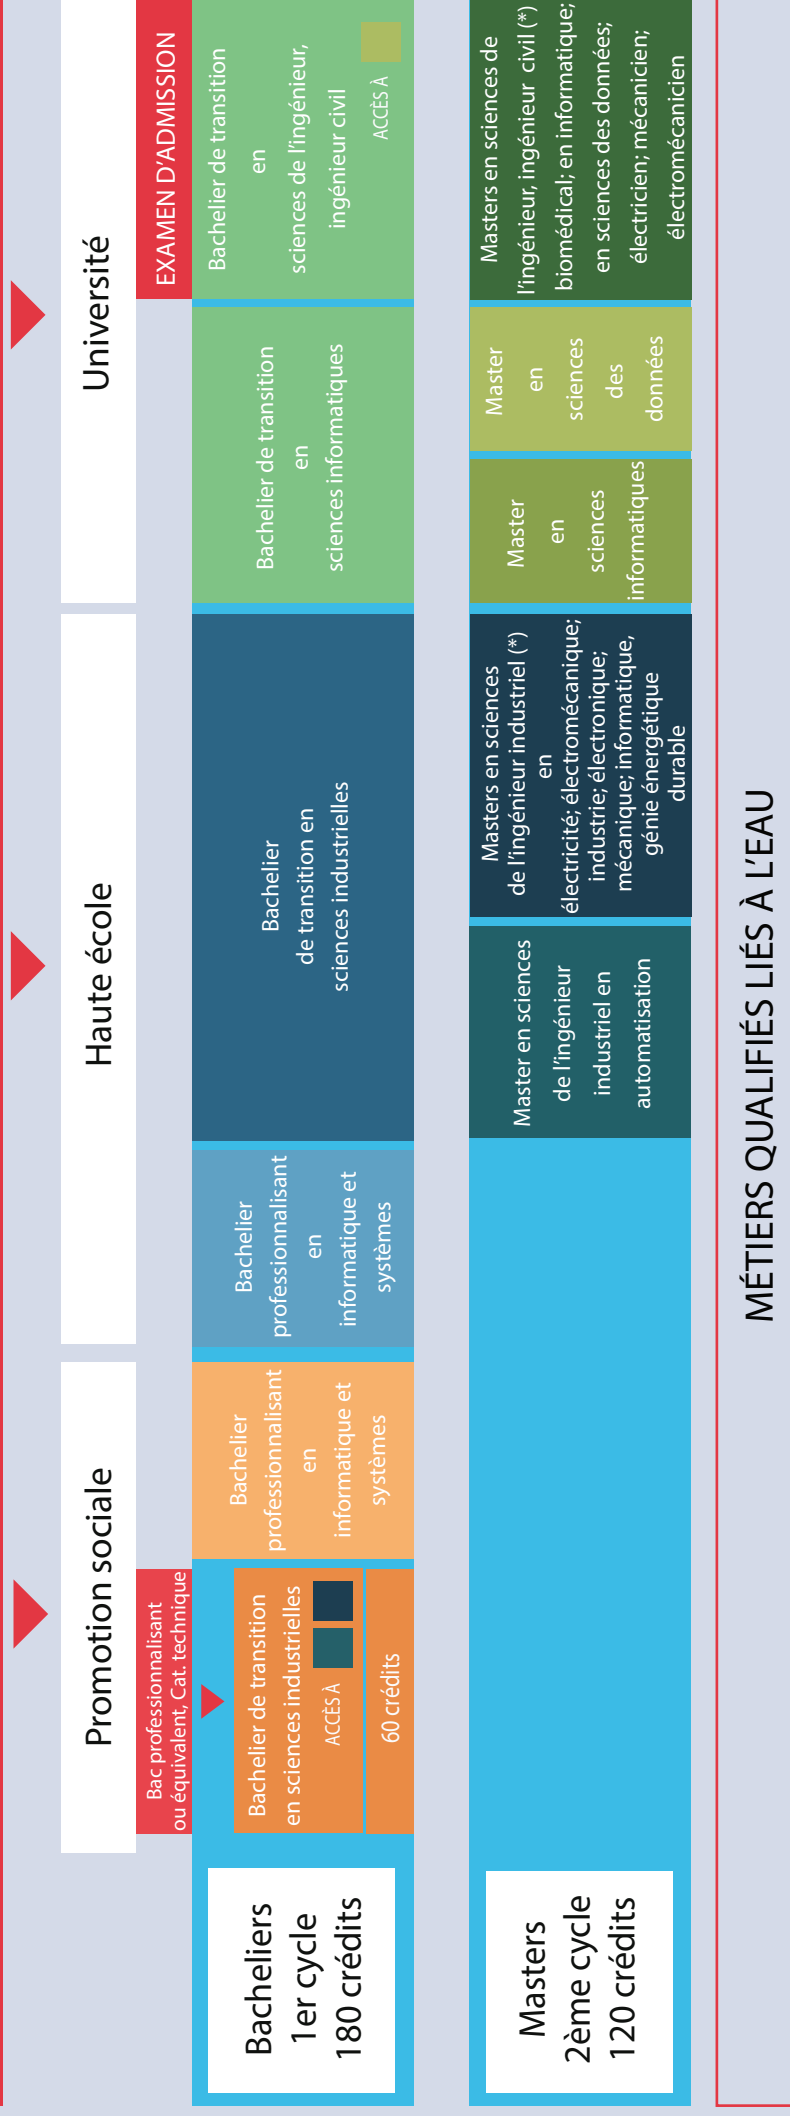 Promotion sociale
Haute école
Université
Bac professionnalisant
ou équivalent, Cat. technique
EXAMEN D'ADMISSION
Bacheliers
1er cycle
180 crédits
Bachelier de transition
en sciences industrielles
ACCÈS À
60 crédits
Bachelier
professionnalisant
en
informatique et
systèmes
Bachelier
professionnalisant
en
informatique et
systèmes
Bachelier
de transition en
sciences industrielles
Bachelier de transition
en
sciences informatiques
Bachelier de transition
en
sciences de l'ingénieur,
ingénieur civil
ACCÈS À
Masters
2ème cycle
120 crédits
Master en sciences
de l'ingénieur
industriel en
automatisation
Masters en sciences
de l'ingénieur industriel (*)
en
électricité; électromécanique;
industrie; électronique;
mécanique; informatique,
génie énergétique
durable
Master
en
sciences
informatiques
Master
en
sciences
des
données
Masters en sciences de
l'ingénieur, ingénieur civil (*)
biomédical; en informatique;
en sciences des données;
électricien; mécanicien;
électromécanicien
MÉTIERS QUALIFIÉS LIÉS À L'EAU